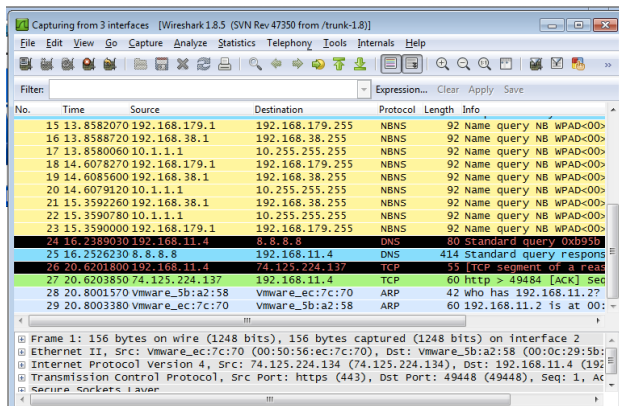 Capturing from 3 interfaces [Wireshark 1.8.5 (SVN Rev 47350 from /trunk-1.8)]
File Edit View Go Capture Analyze Statistics Telephony Tools Internals Help
Filter: Expression... Clear Apply Save
No. Time Source Destination Protocol Length Info
15 13.8582070 192.168.179.1 192.168.179.255 NBNS 92 Name query NB WPAD<00>
16 13.8588720 192.168.38.1 192.168.38.255 NBNS 92 Name query NB WPAD<00>
17 13.8580060 10.1.1.1 10.255.255.255 NBNS 92 Name query NB WPAD<00>
18 14.6078270 192.168.179.1 192.168.179.255 NBNS 92 Name query NB WPAD<00>
19 14.6085600 192.168.38.1 192.168.38.255 NBNS 92 Name query NB WPAD<00>
20 14.6079120 10.1.1.1 10.255.255.255 NBNS 92 Name query NB WPAD<00>
21 15.3592260 192.168.38.1 192.168.38.255 NBNS 92 Name query NB WPAD<00>
22 15.3590780 10.1.1.1 10.255.255.255 NBNS 92 Name query NB WPAD<00>
23 15.3590000 192.168.179.1 192.168.179.255 NBNS 92 Name query NB WPAD<00>
24 16.2389030 192.168.11.4 8.8.8.8 DNS 80 Standard query 0xb95b
25 16.2526230 8.8.8.8 192.168.11.4 DNS 414 Standard query respons
26 20.6201800 192.168.11.4 74.125.224.137 TCP 55 [TCP segment of a reas
27 20.6203850 74.125.224.137 192.168.11.4 TCP 60 http > 49484 [ACK] Seq
28 20.8001570 Vmware_5b:a2:58 Vmware_ec:7c:70 ARP 42 Who has 192.168.11.2?
29 20.8003380 Vmware_ec:7c:70 Vmware_5b:a2:58 ARP 60 192.168.11.2 is at 00:
Frame 1: 156 bytes on wire (1248 bits), 156 bytes captured (1248 bits) on interface 2
Ethernet II, Src: Vmware_ec:7c:70 (00:50:56:ec:7c:70), Dst: Vmware_5b:a2:58 (00:0c:29:5b:
Internet Protocol Version 4, Src: 74.125.224.134 (74.125.224.134), Dst: 192.168.11.4 (192
Transmission Control Protocol, Src Port: https (443), Dst Port: 49448 (49448), Seq: 1, Ac
Secure Sockets Layer